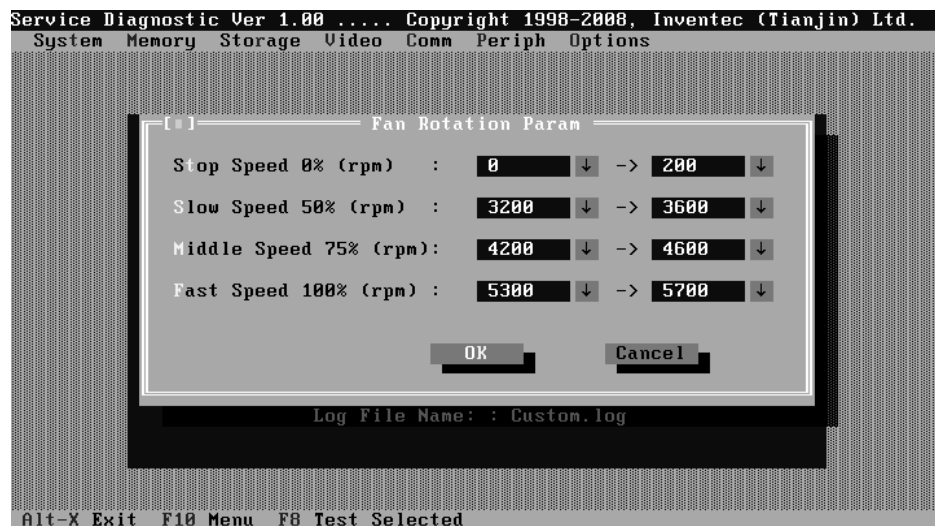 Service Diagnostic Ver 1.00 ..... Copyright 1998-2008, Inventec (Tianjin) Ltd.
System Memory Storage Video Comm Periph Options
[■] Fan Rotation Param
Stop Speed 0% (rpm) : 0 ↓ -> 200 ↓
Slow Speed 50% (rpm) : 3200 ↓ -> 3600 ↓
Middle Speed 75% (rpm): 4200 ↓ -> 4600 ↓
Fast Speed 100% (rpm) : 5300 ↓ -> 5700 ↓
OK Cancel
Log File Name: : Custom.log
Alt-X Exit F10 Menu F8 Test Selected